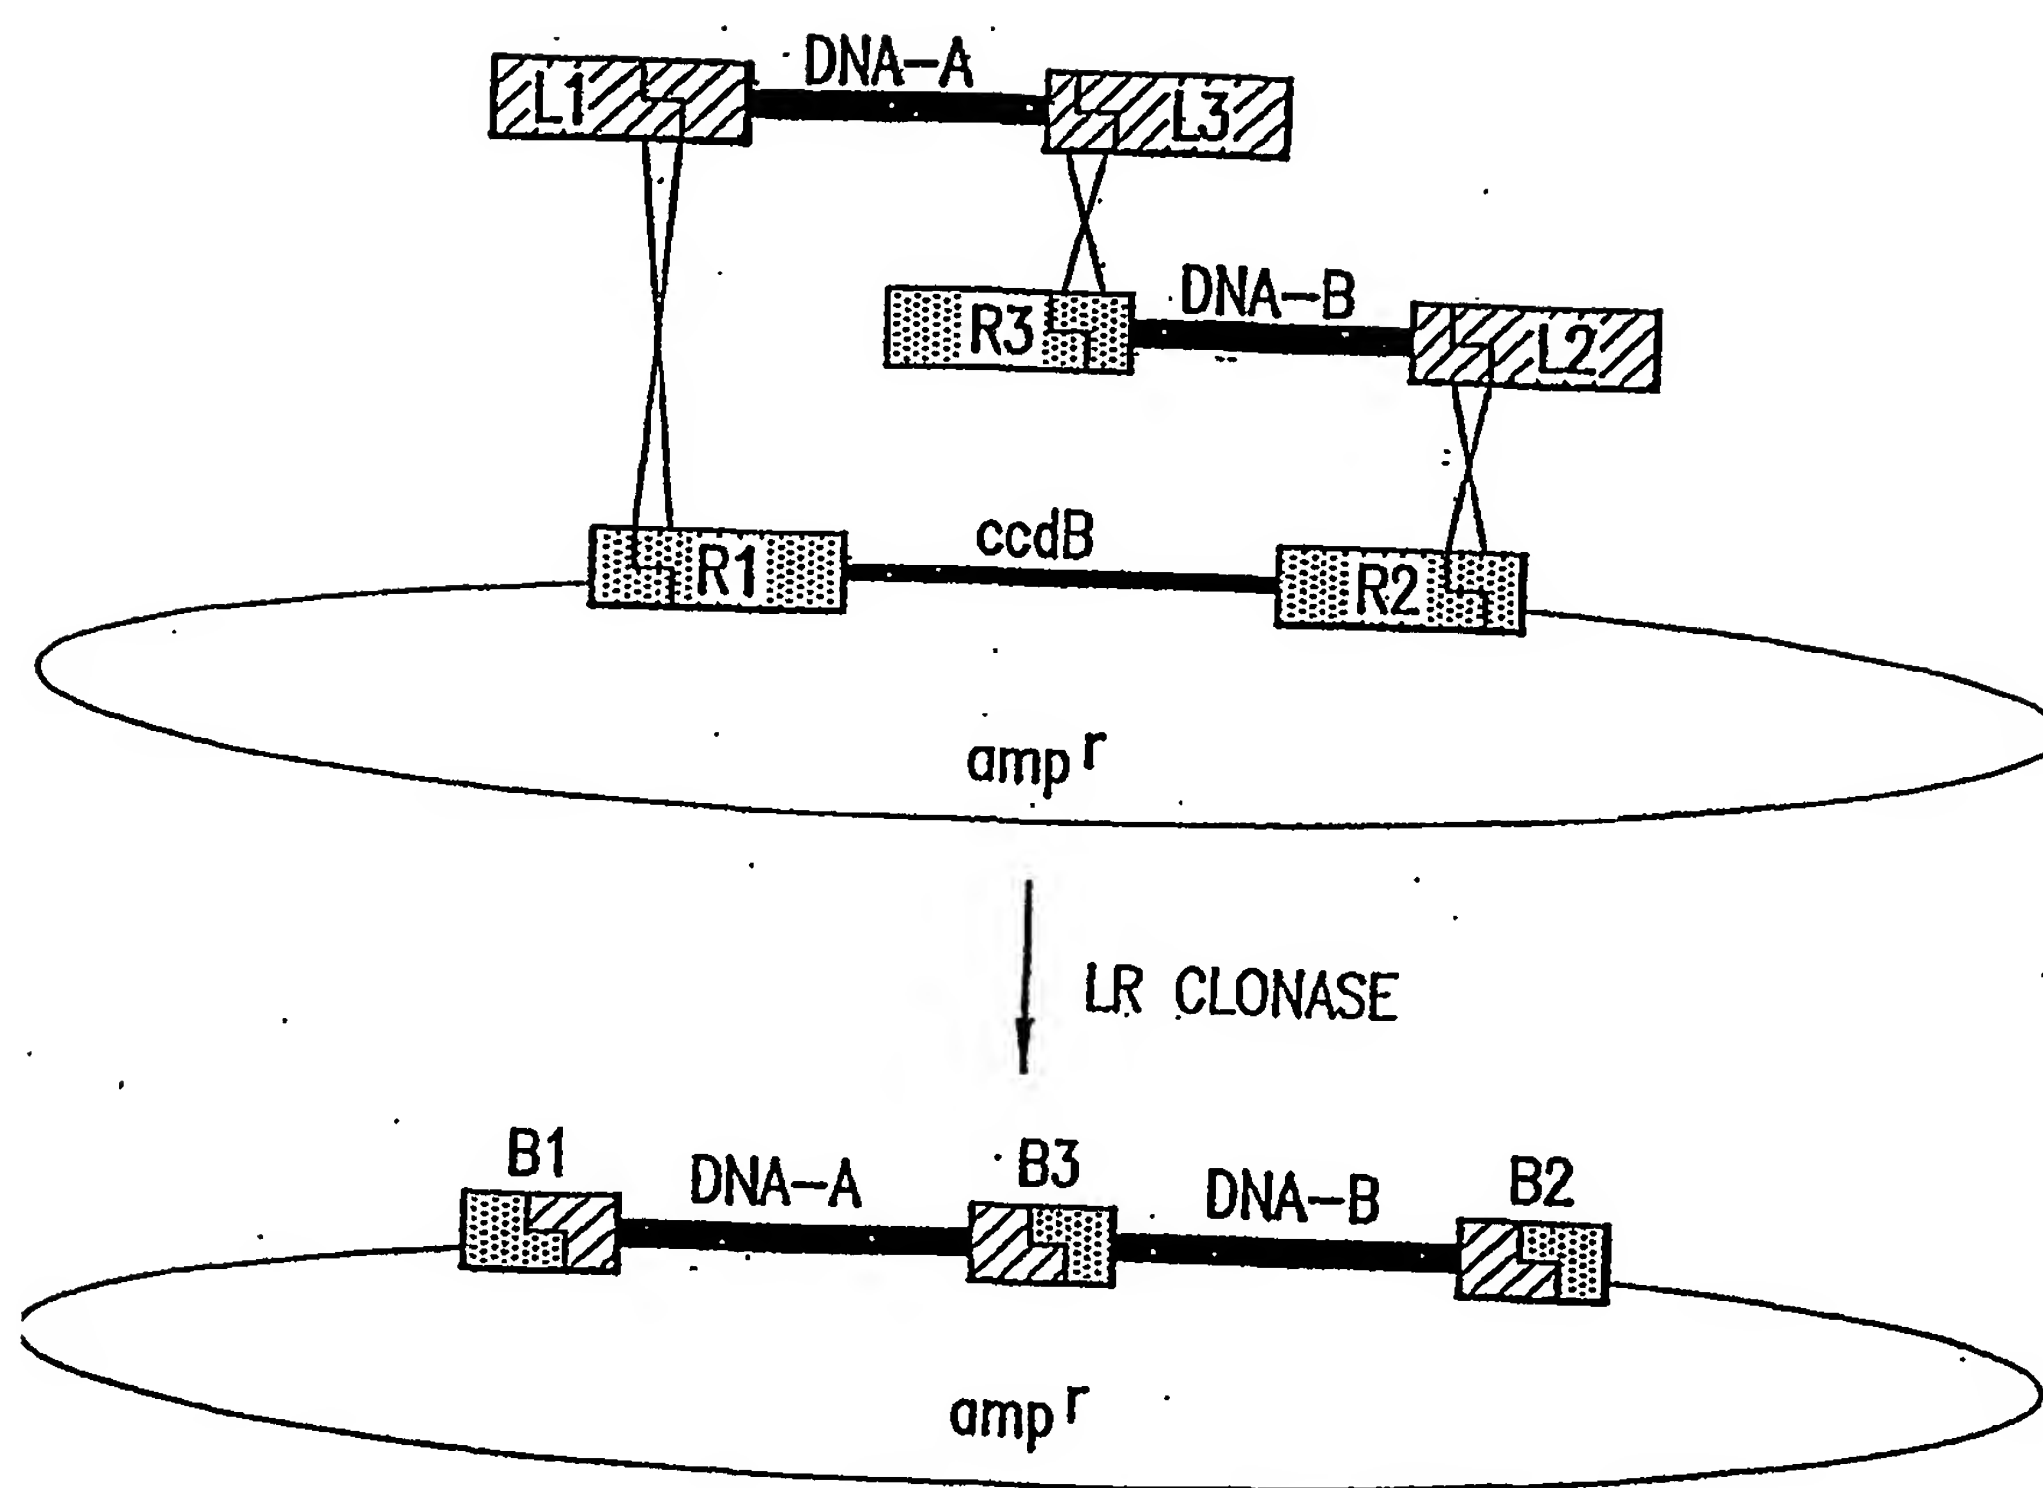 DNA-A
L1
L3
DNA-B
R3
L2
ccdB
R1
R2
amp r
LR CLONASE
B1
B3
B2
DNA-A
DNA-B
amp r